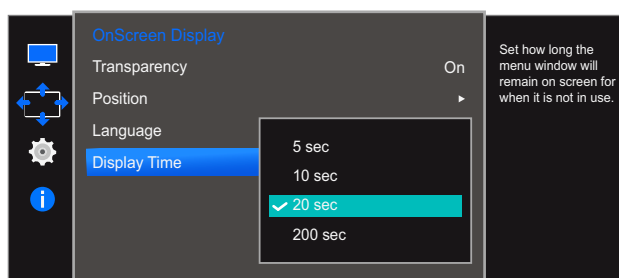 OnScreen Display
Transparency On
Position
Language
Display Time
5 sec
10 sec
20 sec
200 sec
Set how long the
menu window will
remain on screen for
when it is not in use.